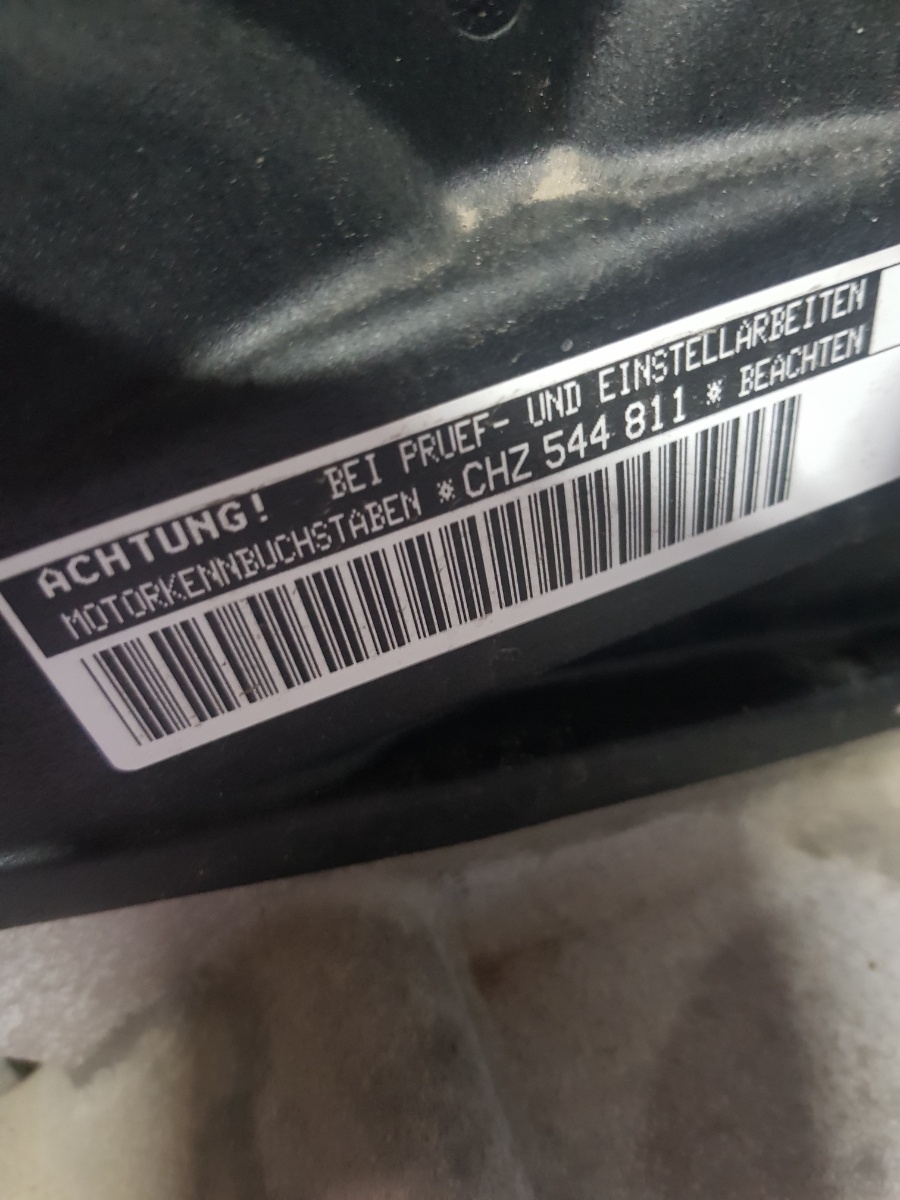 ACHTUNG! BEI PRUEF- UND EINSTELLARBEITEN
MOTORKENNBUCHSTABEN *CHZ 544 811 * BEACHTEN